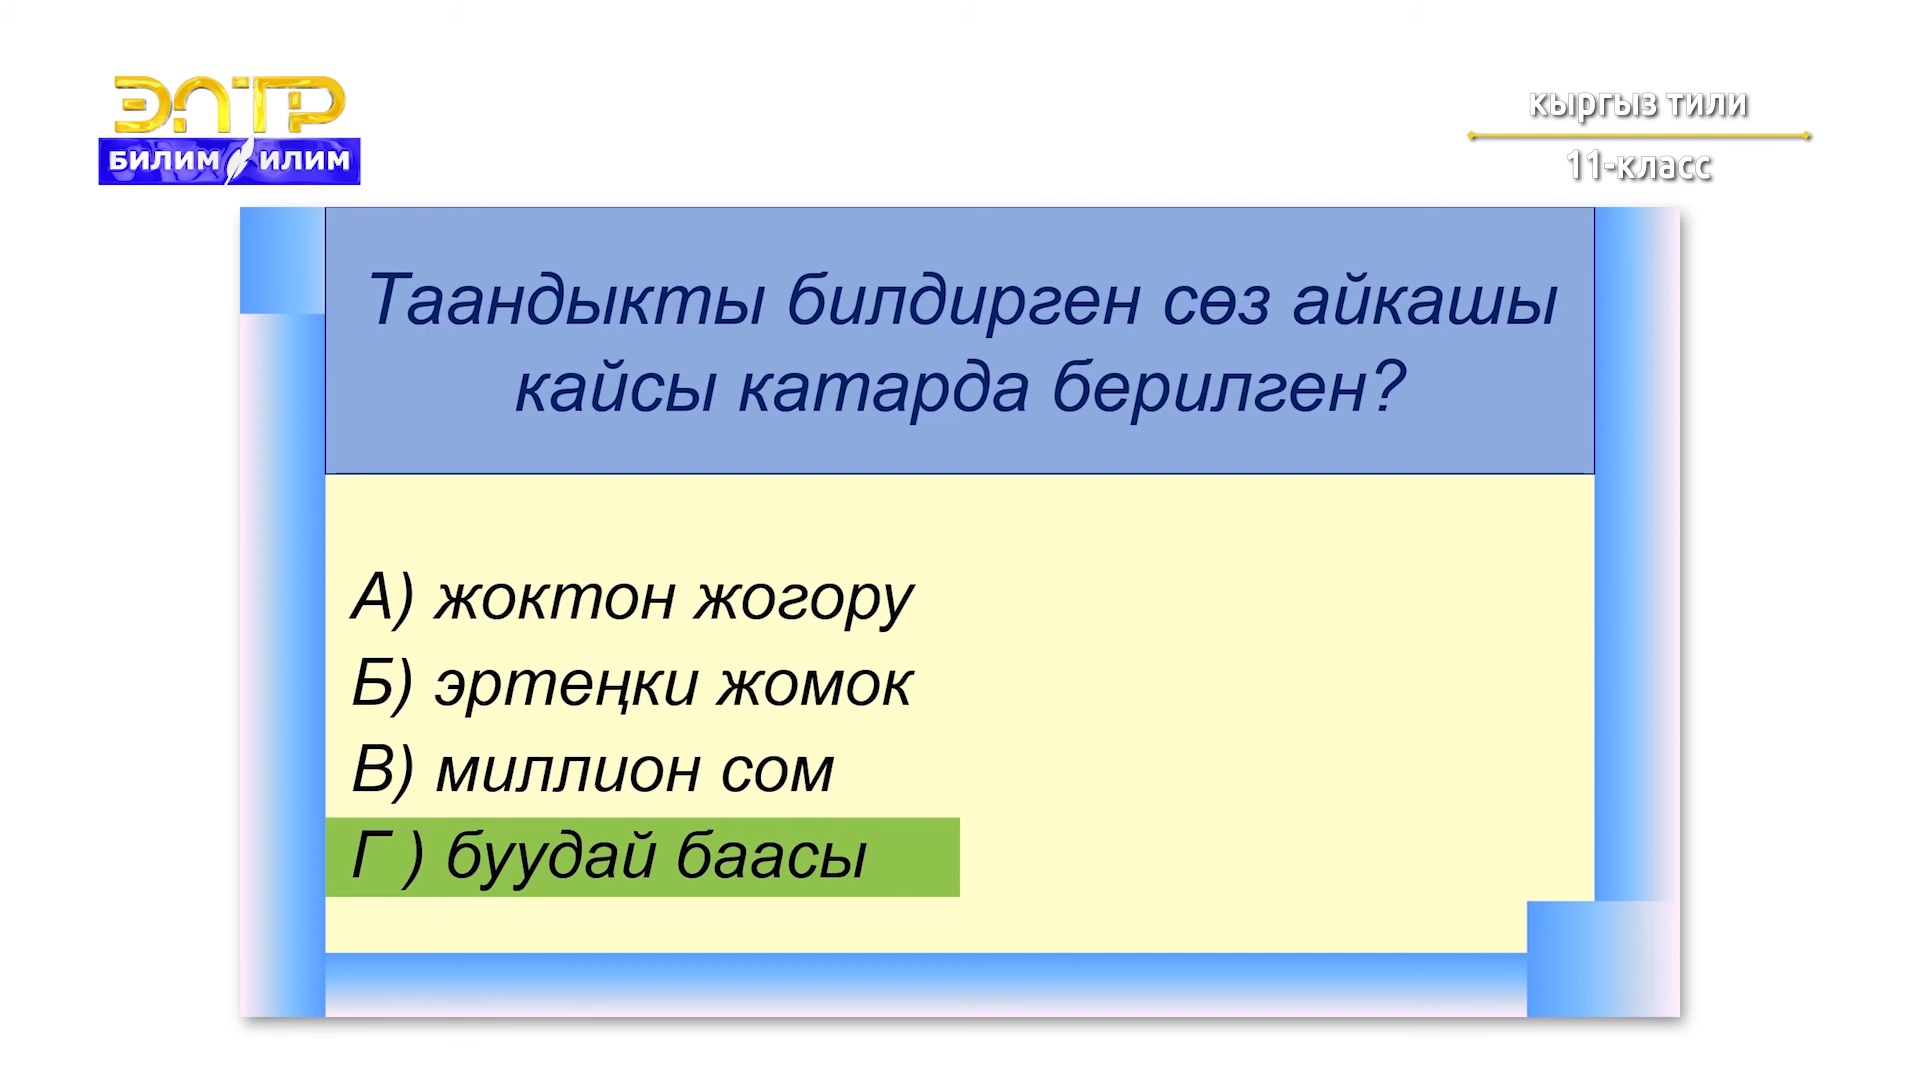 ЭЛТР
БИЛИМ ИЛИМ
кыргыз тили
11-класс
Таандыкты билдирген сөз айкашы
кайсы катарда берилген?
А) жоктон жогору
Б) эртеңки жомок
В) миллион сом
Г ) буудай баасы